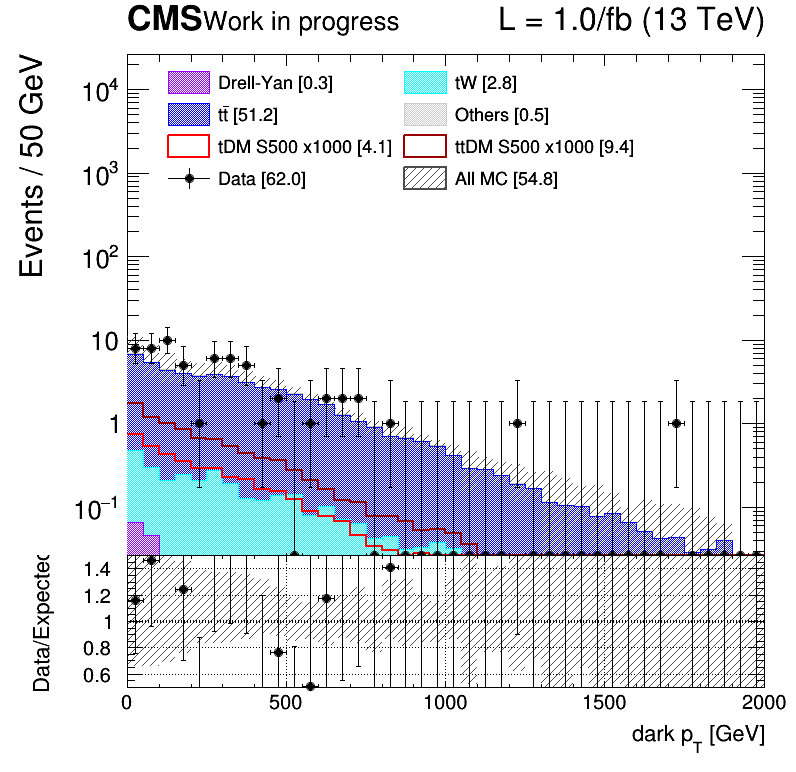 CMS Work in progress L = 1.0/fb (13 TeV)
Events / 50 GeV
Drell-Yan [0.3] tW [2.8]
tt̄ [51.2] Others [0.5]
tDM S500 x1000 [4.1] ttDM S500 x1000 [9.4]
Data [62.0] All MC [54.8]
10⁴
10³
10²
10
1
10⁻¹
Data/Expected
1.4
1.2
1
0.8
0.6
0 500 1000 1500 2000
dark p_T [GeV]